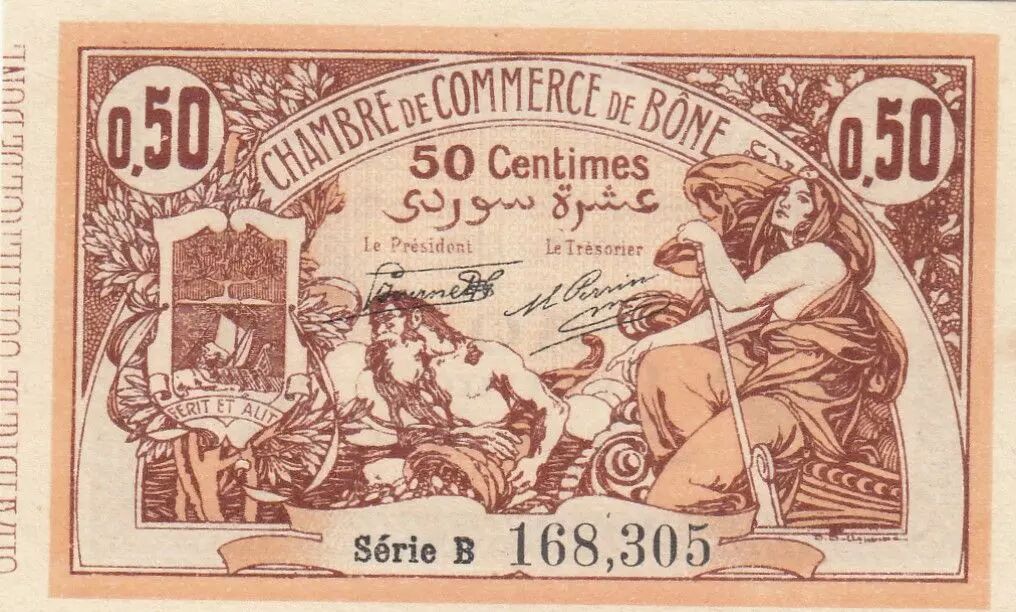 0,50
CHAMBRE DE COMMERCE DE BÔNE
0,50
50 Centimes
عشرة سوردي
Le Président
Le Trésorier
FERIT ET ALIT
Série B 168,305